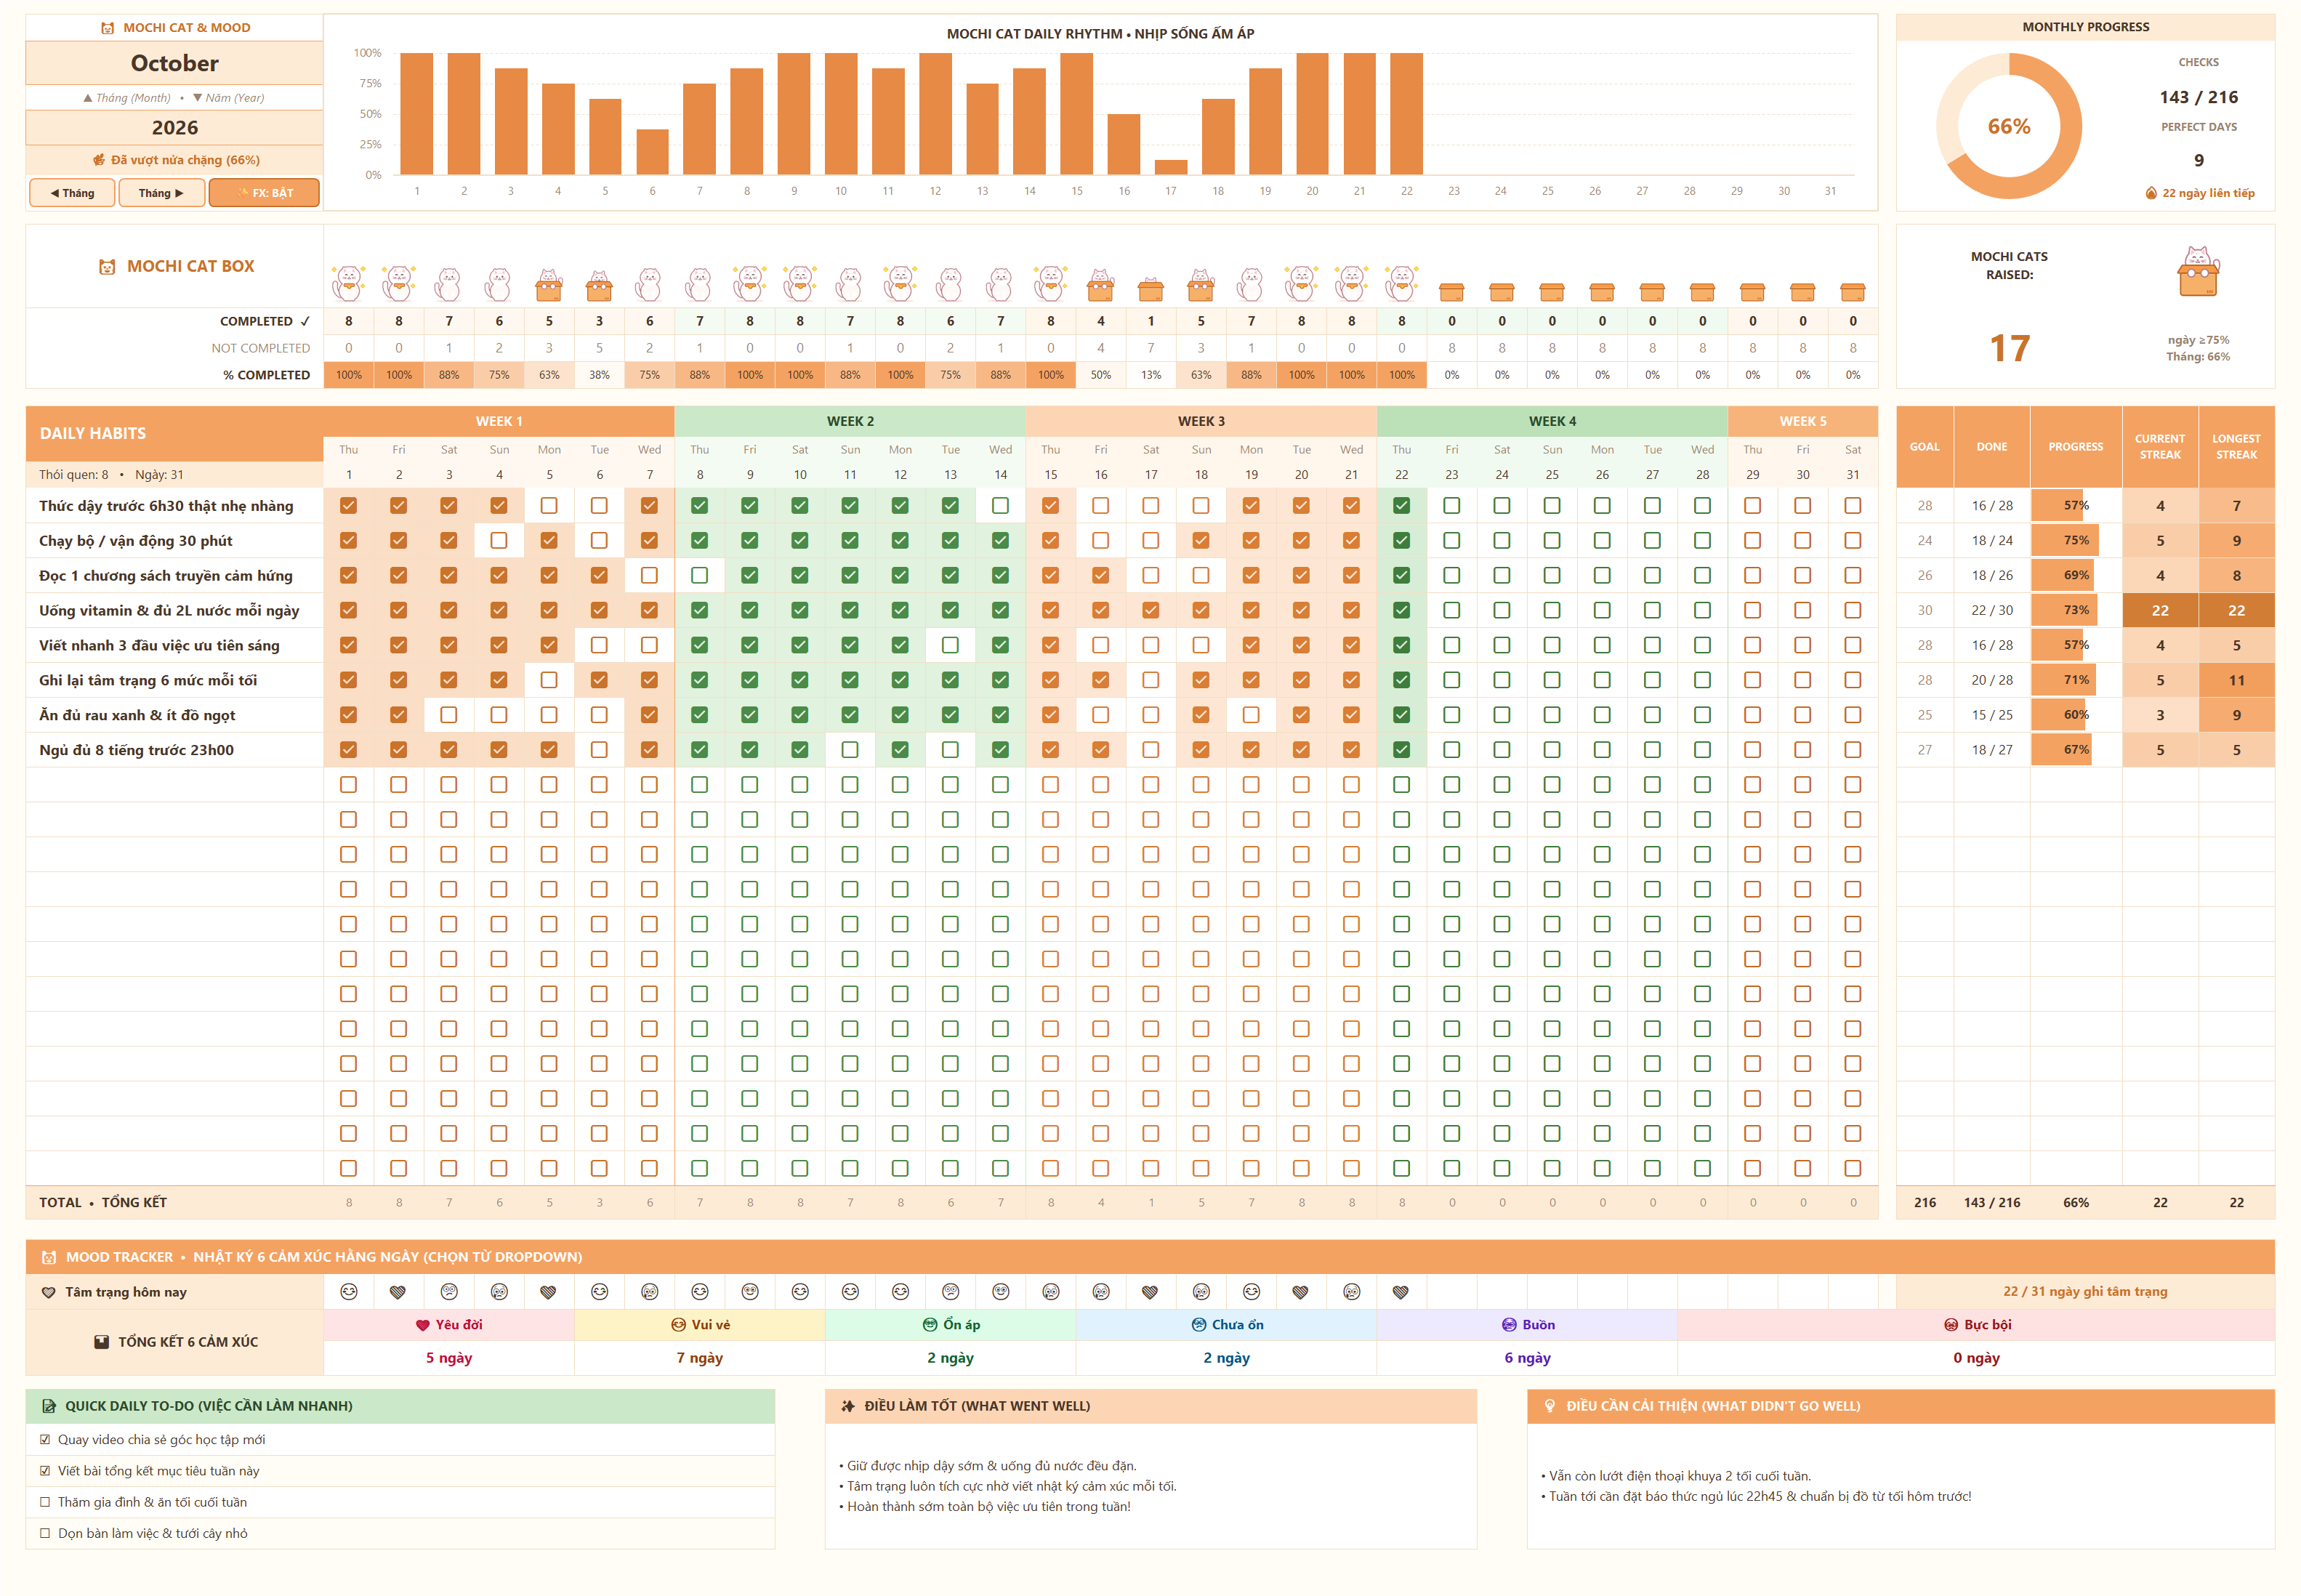 MOCHI CAT & MOOD
October
▲ Tháng (Month) • ▼ Năm (Year)
2026
Đã vượt nửa chặng (66%)
◀ Tháng Tháng ▶ FX: BẬT
MOCHI CAT DAILY RHYTHM • NHỊP SỐNG ẤM ÁP
100%
75%
50%
25%
0%
1 2 3 4 5 6 7 8 9 10 11 12 13 14 15 16 17 18 19 20 21 22 23 24 25 26 27 28 29 30 31
MONTHLY PROGRESS
66%
CHECKS
143 / 216
PERFECT DAYS
9
22 ngày liên tiếp
MOCHI CAT BOX
MOCHI CATS
RAISED:
17
ngày ≥75%
Tháng: 66%
COMPLETED ✓ 8 8 7 6 5 3 6 7 8 8 7 8 6 7 8 4 1 5 7 8 8 8 0 0 0 0 0 0 0 0 0
NOT COMPLETED 0 0 1 2 3 5 2 1 0 0 1 0 2 1 0 4 7 3 1 0 0 0 8 8 8 8 8 8 8 8 8
% COMPLETED 100% 100% 88% 75% 63% 38% 75% 88% 100% 100% 88% 100% 75% 88% 100% 50% 13% 63% 88% 100% 100% 100% 0% 0% 0% 0% 0% 0% 0% 0% 0%
DAILY HABITS WEEK 1 WEEK 2 WEEK 3 WEEK 4 WEEK 5
Thu Fri Sat Sun Mon Tue Wed Thu Fri Sat Sun Mon Tue Wed Thu Fri Sat Sun Mon Tue Wed Thu Fri Sat Sun Mon Tue Wed Thu Fri Sat
Thói quen: 8 • Ngày: 31 1 2 3 4 5 6 7 8 9 10 11 12 13 14 15 16 17 18 19 20 21 22 23 24 25 26 27 28 29 30 31
GOAL DONE PROGRESS CURRENT STREAK LONGEST STREAK
Thức dậy trước 6h30 thật nhẹ nhàng 28 16 / 28 57% 4 7
Chạy bộ / vận động 30 phút 24 18 / 24 75% 5 9
Đọc 1 chương sách truyền cảm hứng 26 18 / 26 69% 4 8
Uống vitamin & đủ 2L nước mỗi ngày 30 22 / 30 73% 22 22
Viết nhanh 3 đầu việc ưu tiên sáng 28 16 / 28 57% 4 5
Ghi lại tâm trạng 6 mức mỗi tối 28 20 / 28 71% 5 11
Ăn đủ rau xanh & ít đồ ngọt 25 15 / 25 60% 3 9
Ngủ đủ 8 tiếng trước 23h00 27 18 / 27 67% 5 5
TOTAL • TỔNG KẾT 8 8 7 6 5 3 6 7 8 8 7 8 6 7 8 4 1 5 7 8 8 8 0 0 0 0 0 0 0 0 0 216 143 / 216 66% 22 22
MOOD TRACKER • NHẬT KÝ 6 CẢM XÚC HẰNG NGÀY (CHỌN TỪ DROPDOWN)
Tâm trạng hôm nay 22 / 31 ngày ghi tâm trạng
TỔNG KẾT 6 CẢM XÚC
Yêu đời Vui vẻ Ổn áp Chưa ổn Buồn Bực bội
5 ngày 7 ngày 2 ngày 2 ngày 6 ngày 0 ngày
QUICK DAILY TO-DO (VIỆC CẦN LÀM NHANH)
☑ Quay video chia sẻ góc học tập mới
☑ Viết bài tổng kết mục tiêu tuần này
☐ Thăm gia đình & ăn tối cuối tuần
☐ Dọn bàn làm việc & tưới cây nhỏ
ĐIỀU LÀM TỐT (WHAT WENT WELL)
• Giữ được nhịp dậy sớm & uống đủ nước đều đặn.
• Tâm trạng luôn tích cực nhờ viết nhật ký cảm xúc mỗi tối.
• Hoàn thành sớm toàn bộ việc ưu tiên trong tuần!
ĐIỀU CẦN CẢI THIỆN (WHAT DIDN'T GO WELL)
• Vẫn còn lướt điện thoại khuya 2 tối cuối tuần.
• Tuần tới cần đặt báo thức ngủ lúc 22h45 & chuẩn bị đồ từ tối hôm trước!